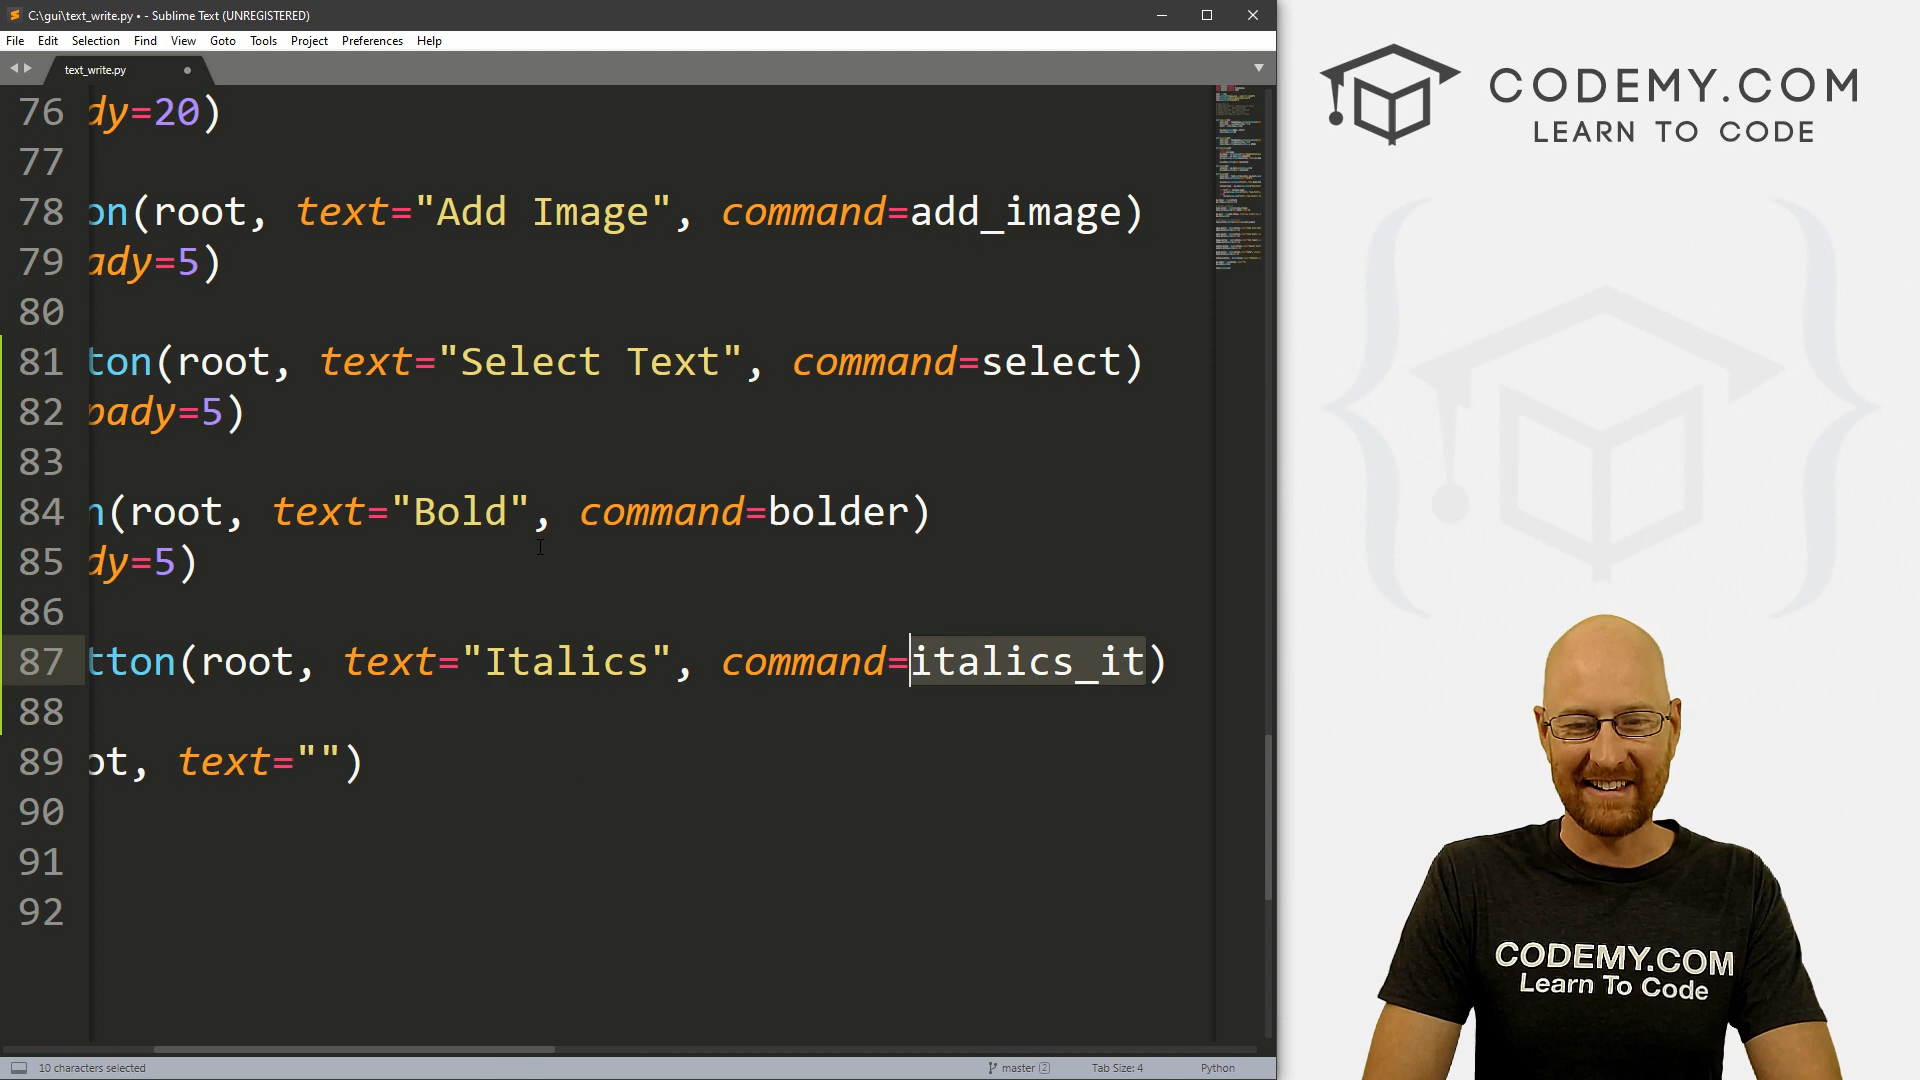 C:\gui\text_write.py • - Sublime Text (UNREGISTERED)
File Edit Selection Find View Goto Tools Project Preferences Help
text_write.py
76 dy=20)
77
78 on(root, text="Add Image", command=add_image)
79 ady=5)
80
81 ton(root, text="Select Text", command=select)
82 pady=5)
83
84 n(root, text="Bold", command=bolder)
85 dy=5)
86
87 tton(root, text="Italics", command=italics_it)
88
89 ot, text="")
90
91
92
10 characters selected
master 2
Tab Size: 4
Python
CODEMY.COM
LEARN TO CODE
CODEMY.COM
Learn To Code